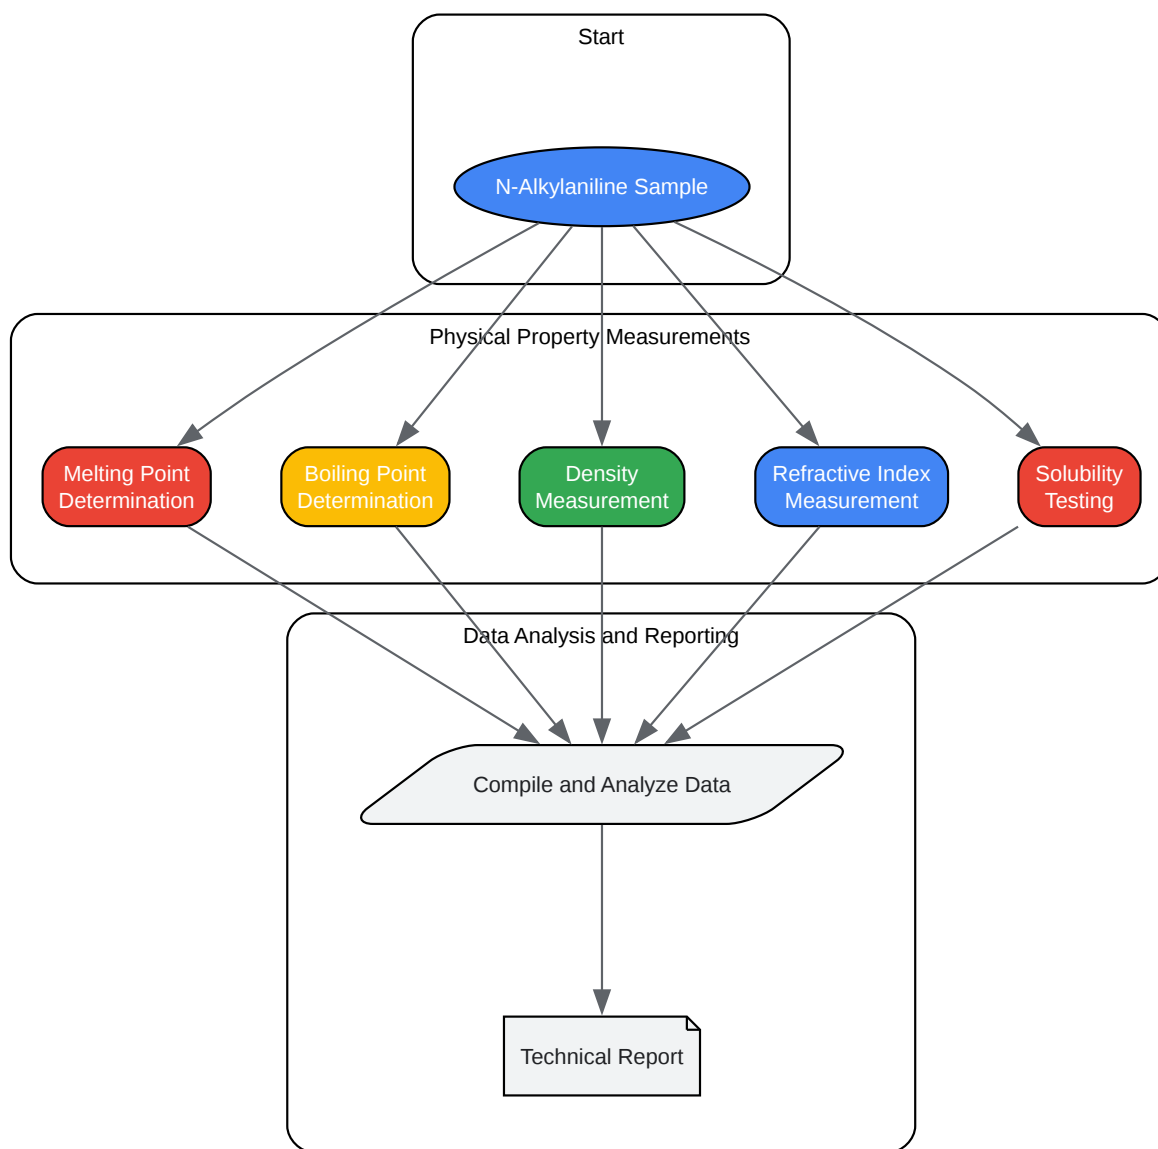 Start
N-Alkylaniline Sample
Physical Property Measurements
Melting Point
Determination
Boiling Point
Determination
Density
Measurement
Refractive Index
Measurement
Solubility
Testing
Data Analysis and Reporting
Compile and Analyze Data
Technical Report